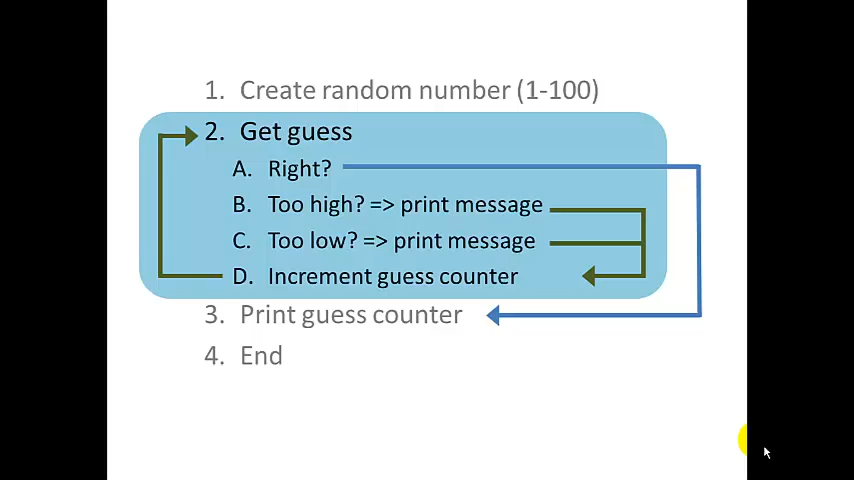 1. Create random number (1-100)
2. Get guess
A. Right?
B. Too high? => print message
C. Too low? => print message
D. Increment guess counter
3. Print guess counter
4. End